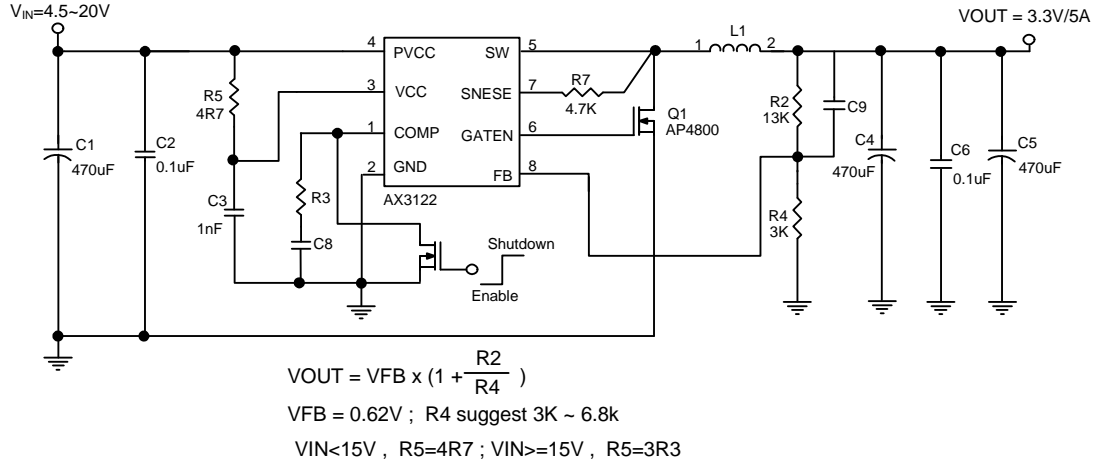 VIN=4.5~20V
VOUT = 3.3V/5A
L1
4
PVCC
SW
5
1
2
R5
4R7
3
VCC
SNESE
7
R7
4.7K
R2
13K
C9
C1
470uF
C2
0.1uF
1
COMP
GATEN
6
Q1
AP4800
C4
470uF
C6
0.1uF
C5
470uF
2
GND
FB
8
AX3122
C3
1nF
R3
C8
R4
3K
Shutdown
Enable
VOUT = VFB x (1 + R2
R4 )
VFB = 0.62V ; R4 suggest 3K ~ 6.8k
VIN<15V , R5=4R7 ; VIN>=15V , R5=3R3